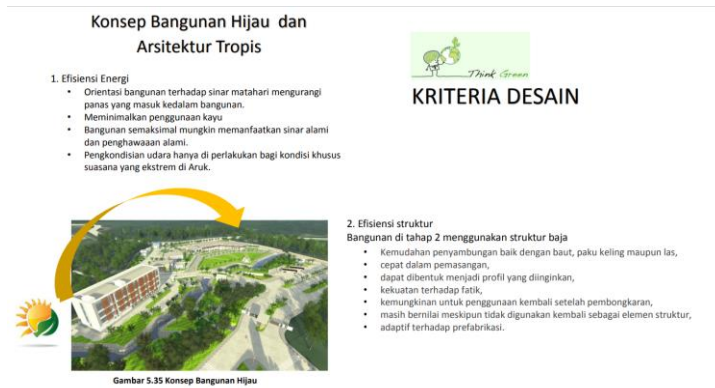 Konsep Bangunan Hijau dan
Arsitektur Tropis
1. Efisiensi Energi
• Orientasi bangunan terhadap sinar matahari mengurangi
panas yang masuk kedalam bangunan.
• Meminimalkan penggunaan kayu
• Bangunan semaksimal mungkin memanfaatkan sinar alami
dan penghawaaan alami.
• Pengkondisian udara hanya di perlakukan bagi kondisi khusus
suasana yang ekstrem di Aruk.
Think Green
KRITERIA DESAIN
2. Efisiensi struktur
Bangunan di tahap 2 menggunakan struktur baja
• Kemudahan penyambungan baik dengan baut, paku keling maupun las,
• cepat dalam pemasangan,
• dapat dibentuk menjadi profil yang diinginkan,
• kekuatan terhadap fatik,
• kemungkinan untuk penggunaan kembali setelah pembongkaran,
• masih bernilai meskipun tidak digunakan kembali sebagai elemen struktur,
• adaptif terhadap prefabrikasi.
Gambar 5.35 Konsep Bangunan Hijau